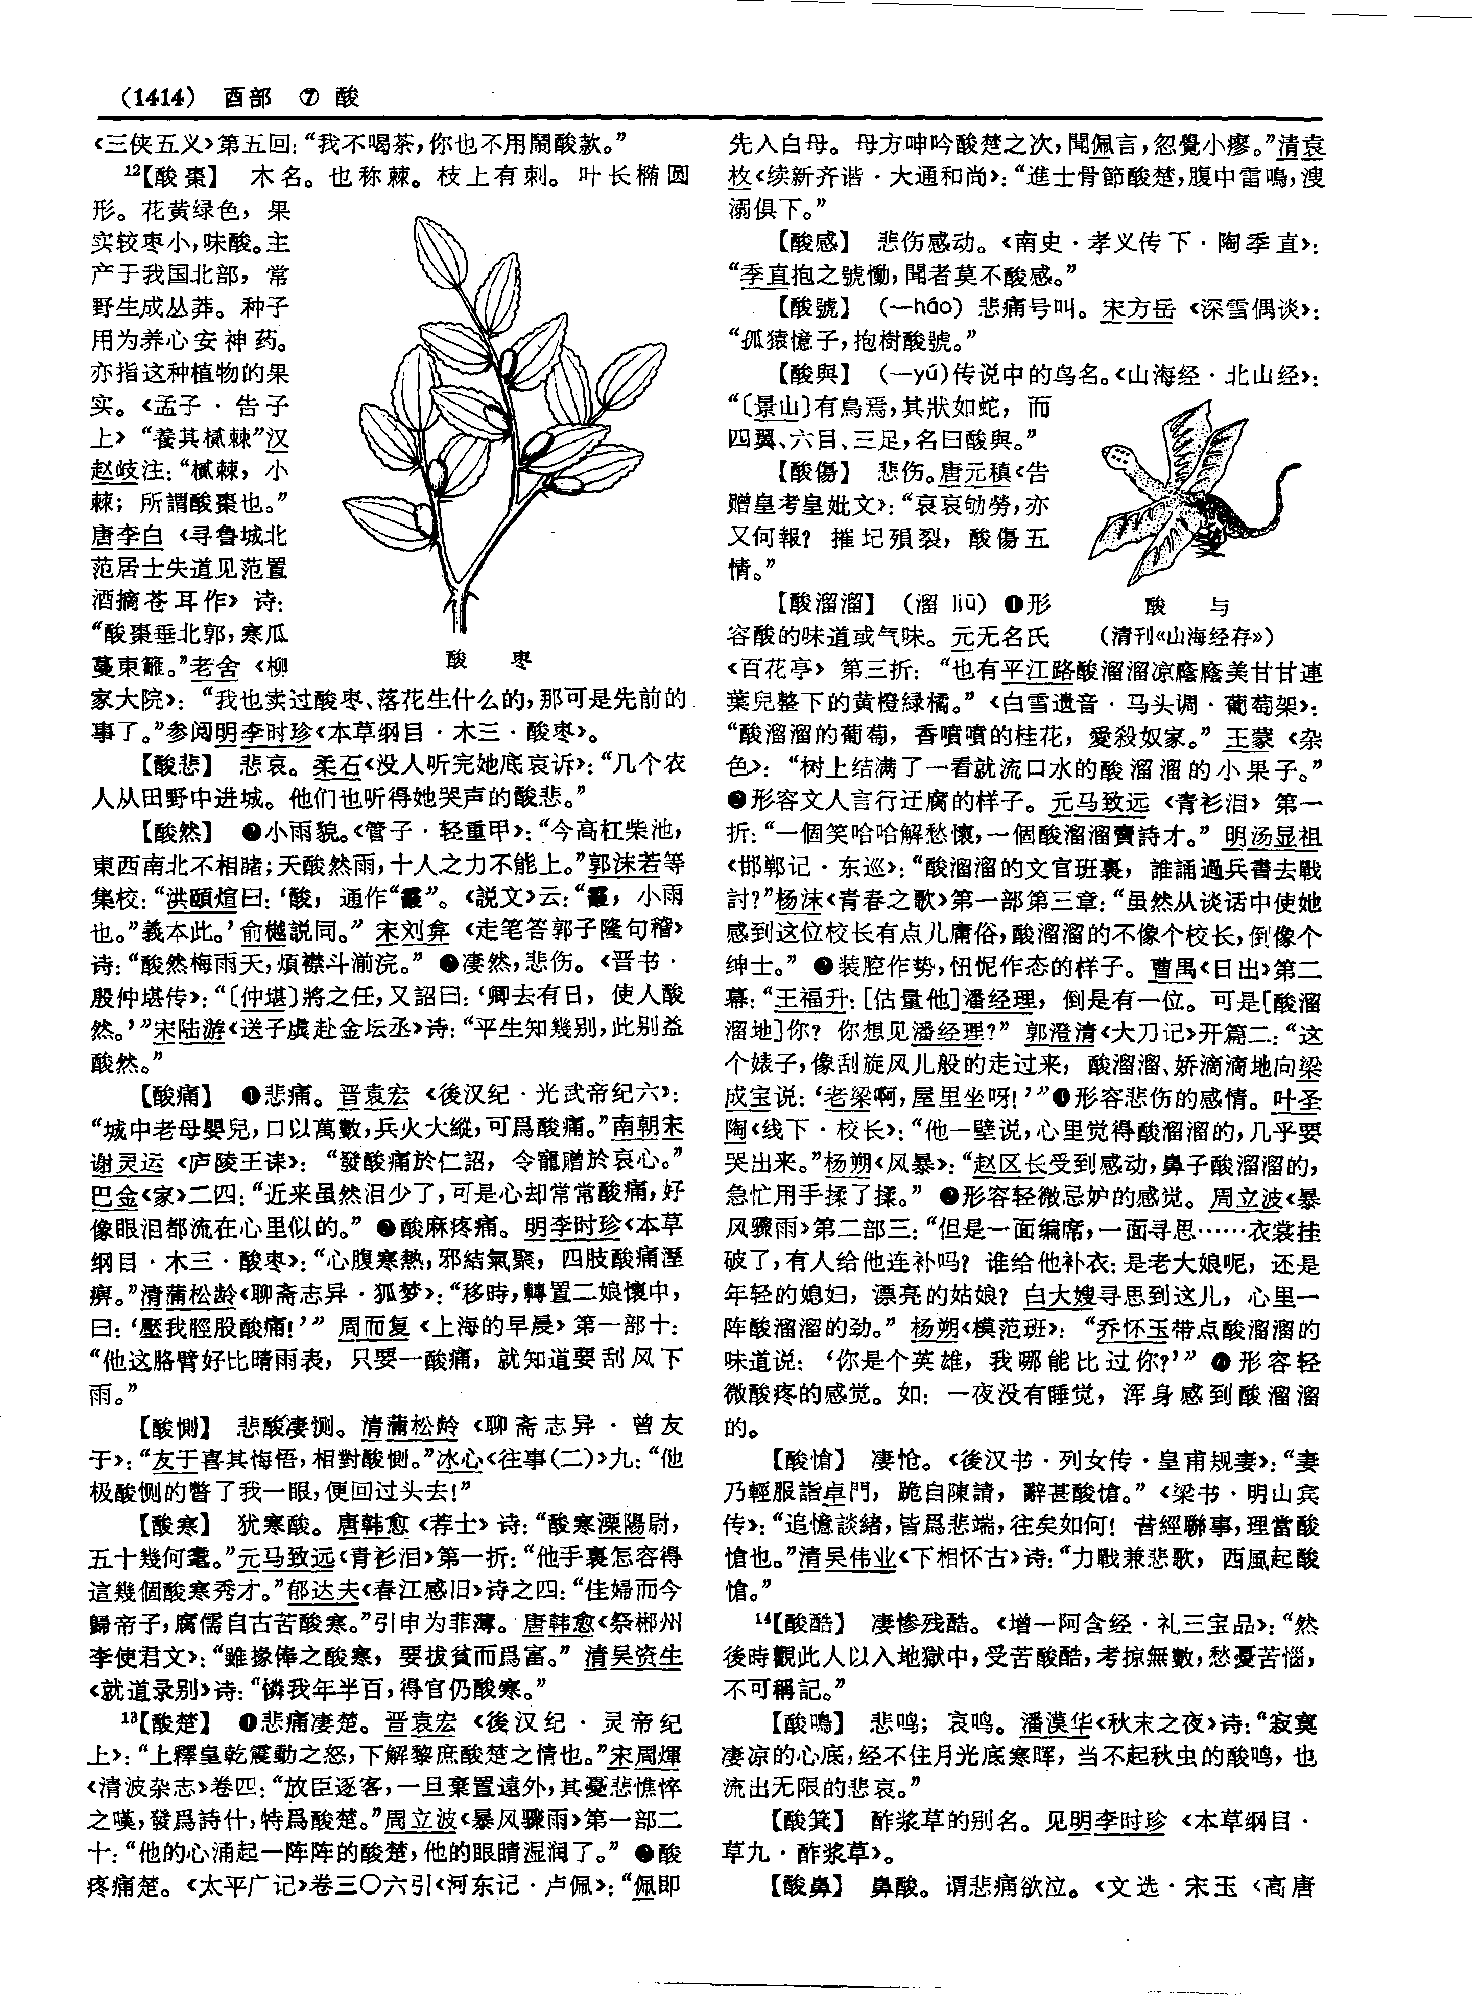 (1414) 酉部 ⑦ 酸
《三侠五义》第五回：“我不喝茶，你也不用鬧酸款。”
¹²【酸棗】 木名。也称棘。枝上有刺。叶长椭圆
形。花黄绿色，果
实较枣小，味酸。主
产于我国北部，常
野生成丛莽。种子
用为养心安神药。
亦指这种植物的果
实。《孟子·告子
上》“養其樲棘”汉
赵岐注：“樲棘，小
棘；所謂酸棗也。”
唐李白《寻鲁城北
范居士失道见范置
酒摘苍耳作》诗：
“酸棗垂北郭，寒瓜
蔓東籬。”老舍《柳
酸 枣
家大院》：“我也卖过酸枣、落花生什么的，那可是先前的
事了。”参阅明李时珍《本草纲目·木三·酸枣》。
【酸悲】 悲哀。柔石《没人听完她底哀诉》：“几个农
人从田野中进城。他们也听得她哭声的酸悲。”
【酸然】 ❶小雨貌。《管子·轻重甲》：“今高杠柴池，
東西南北不相睹；天酸然雨，十人之力不能上。”郭沫若等
集校：“洪頤煊曰：‘酸，通作“霰”。《説文》云：“霰，小雨
也。”義本此。’俞樾説同。”宋刘弇《走笔答郭子隆句稽》
诗：“酸然梅雨天，煩襟斗湔浣。” ❷凄然，悲伤。《晋书·
殷仲堪传》：“〔仲堪〕將之任，又詔曰：‘卿去有日，使人酸
然。’”宋陆游《送子虡赴金坛丞》诗：“平生知幾别，此别益
酸然。”
【酸痛】 ❶悲痛。晋袁宏《後汉纪·光武帝纪六》：
“城中老母嬰兒，口以萬數，兵火大縱，可爲酸痛。”南朝宋
谢灵运《庐陵王诔》：“發酸痛於仁詔，令寵贈於哀心。”
巴金《家》二四：“近来虽然泪少了，可是心却常常酸痛，好
像眼泪都流在心里似的。” ❷酸麻疼痛。明李时珍《本草
纲目·木三·酸枣》：“心腹寒熱，邪結氣聚，四肢酸痛溼
痹。”清蒲松龄《聊斋志异·狐梦》：“移時，轉置二娘懷中，
曰：‘壓我脛股酸痛！’” 周而复《上海的早晨》第一部十：
“他这胳臂好比晴雨表，只要一酸痛，就知道要刮风下
雨。”
【酸恻】 悲酸凄恻。清蒲松龄《聊斋志异·曾友
于》：“友于喜其悔悟，相對酸恻。”冰心《往事(二)》九：“他
极酸恻的瞥了我一眼，便回过头去！”
【酸寒】 犹寒酸。唐韩愈《荐士》诗：“酸寒溧陽尉，
五十幾何耄。”元马致远《青衫泪》第一折：“他手裏怎容得
這幾個酸寒秀才。”郁达夫《春江感旧》诗之四：“佳婦而今
歸帝子，腐儒自古苦酸寒。”引申为菲薄。唐韩愈《祭郴州
李使君文》：“雖掾俸之酸寒，要拔貧而爲富。” 清吴资生
《就道录别》诗：“憐我年半百，得官仍酸寒。”
¹³【酸楚】 ❶悲痛凄楚。晋袁宏《後汉纪·灵帝纪
上》：“上釋皇乾震動之怒，下解黎庶酸楚之情也。”宋周煇
《清波杂志》卷四：“放臣逐客，一旦棄置遠外，其憂悲憔悴
之嘆，發爲詩什，特爲酸楚。”周立波《暴风骤雨》第一部二
十：“他的心涌起一阵阵的酸楚，他的眼睛湿润了。” ❷酸
疼痛楚。《太平广记》卷三〇六引《河东记·卢佩》：“佩即
先入白母。母方呻吟酸楚之次，聞佩言，忽覺小瘳。”清袁
枚《续新齐谐·大通和尚》：“進士骨節酸楚，腹中雷鳴，溲
溺俱下。”
【酸感】 悲伤感动。《南史·孝义传下·陶季直》：
“季直抱之號慟，聞者莫不酸感。”
【酸號】 (—háo) 悲痛号叫。宋方岳《深雪偶谈》：
“孤猿憶子，抱樹酸號。”
【酸與】 (—yú)传说中的鸟名。《山海经·北山经》：
“〔景山〕有鳥焉，其狀如蛇，而
四翼、六目、三足，名曰酸與。”
【酸傷】 悲伤。唐元稹《告
赠皇考皇妣文》：“哀哀劬勞，亦
又何報？摧圮殞裂，酸傷五
情。”
【酸溜溜】 (溜 liū) ❶形
容酸的味道或气味。元无名氏
酸 与
(清刊《山海经存》)
《百花亭》第三折：“也有平江路酸溜溜凉蔭蔭美甘甘連
葉兒整下的黄橙緑橘。”《白雪遗音·马头调·葡萄架》：
“酸溜溜的葡萄，香噴噴的桂花，愛殺奴家。” 王蒙《杂
色》：“树上结满了一看就流口水的酸溜溜的小果子。”
❷形容文人言行迂腐的样子。元马致远《青衫泪》第一
折：“一個笑哈哈解愁懷，一個酸溜溜賣詩才。” 明汤显祖
《邯郸记·东巡》：“酸溜溜的文官班裏，誰誦過兵書去戰
討？”杨沫《青春之歌》第一部第三章：“虽然从谈话中使她
感到这位校长有点儿庸俗，酸溜溜的不像个校长，倒像个
绅士。” ❸装腔作势，忸怩作态的样子。曹禺《日出》第二
幕：“王福升：[估量他]潘经理，倒是有一位。可是[酸溜
溜地]你？你想见潘经理？” 郭澄清《大刀记》开篇二：“这
个婊子，像刮旋风儿般的走过来，酸溜溜、娇滴滴地向梁
成宝说：‘老梁啊，屋里坐呀！’”❹形容悲伤的感情。叶圣
陶《线下·校长》：“他一壁说，心里觉得酸溜溜的，几乎要
哭出来。”杨朔《风暴》：“赵区长受到感动，鼻子酸溜溜的，
急忙用手揉了揉。” ❺形容轻微忌妒的感觉。周立波《暴
风骤雨》第二部三：“但是一面编席，一面寻思……衣裳挂
破了，有人给他连补吗？谁给他补衣：是老大娘呢，还是
年轻的媳妇，漂亮的姑娘？白大嫂寻思到这儿，心里一
阵酸溜溜的劲。” 杨朔《模范班》：“乔怀玉带点酸溜溜的
味道说：‘你是个英雄，我哪能比过你？’” ❻形容轻
微酸疼的感觉。如：一夜没有睡觉，浑身感到酸溜溜
的。
【酸愴】 凄怆。《後汉书·列女传·皇甫规妻》：“妻
乃輕服詣卓門，跪自陳請，辭甚酸愴。”《梁书·明山宾
传》：“追憶談緒，皆爲悲端，往矣如何！昔經聯事，理當酸
愴也。”清吴伟业《下相怀古》诗：“力戰兼悲歌，西風起酸
愴。”
¹⁴【酸酷】 凄惨残酷。《增一阿含经·礼三宝品》：“然
後時觀此人以入地獄中，受苦酸酷，考掠無數，愁憂苦惱，
不可稱記。”
【酸鳴】 悲鸣；哀鸣。潘漠华《秋末之夜》诗：“寂寞
凄凉的心底，经不住月光底寒晖，当不起秋虫的酸鸣，也
流出无限的悲哀。”
【酸箕】 酢浆草的别名。见明李时珍《本草纲目·
草九·酢浆草》。
【酸鼻】 鼻酸。谓悲痛欲泣。《文选·宋玉〈高唐